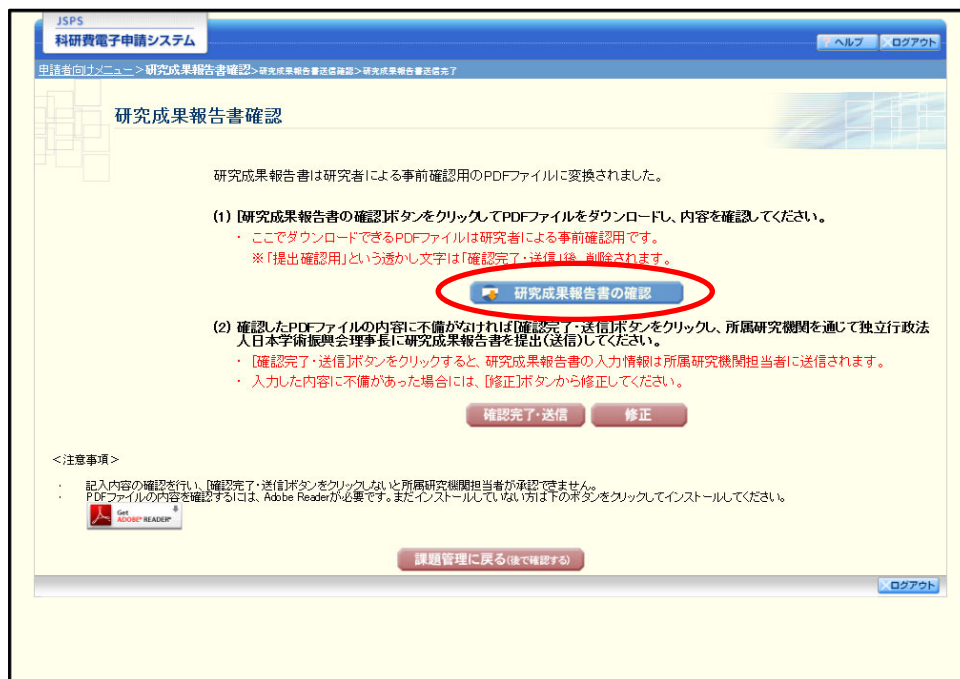 JSPS
科研費電子申請システム
ヘルプ
ログアウト
申請者向けメニュー>研究成果報告書確認>研究成果報告書送信確認>研究成果報告書送信完了
研究成果報告書確認
研究成果報告書は研究者による事前確認用のPDFファイルに変換されました。
(1) [研究成果報告書の確認]ボタンをクリックしてPDFファイルをダウンロードし、内容を確認してください。
・ ここでダウンロードできるPDFファイルは研究者による事前確認用です。
※「提出確認用」という透かし文字は「確認完了・送信」後、削除されます。
研究成果報告書の確認
(2) 確認したPDFファイルの内容に不備がなければ[確認完了・送信]ボタンをクリックし、所属研究機関を通じて独立行政法
人日本学術振興会理事長に研究成果報告書を提出(送信)してください。
・ [確認完了・送信]ボタンをクリックすると、研究成果報告書の入力情報は所属研究機関担当者に送信されます。
・ 入力した内容に不備があった場合には、[修正]ボタンから修正してください。
確認完了・送信
修正
<注意事項>
・ 記入内容の確認を行い、[確認完了・送信]ボタンをクリックしないと所属研究機関担当者が承認できません。
・ PDFファイルの内容を確認するには、Adobe Readerが必要です。まだインストールしていない方は下のボタンをクリックしてインストールしてください。
Get
ADOBE® READER®
課題管理に戻る(後で確認する)
ログアウト